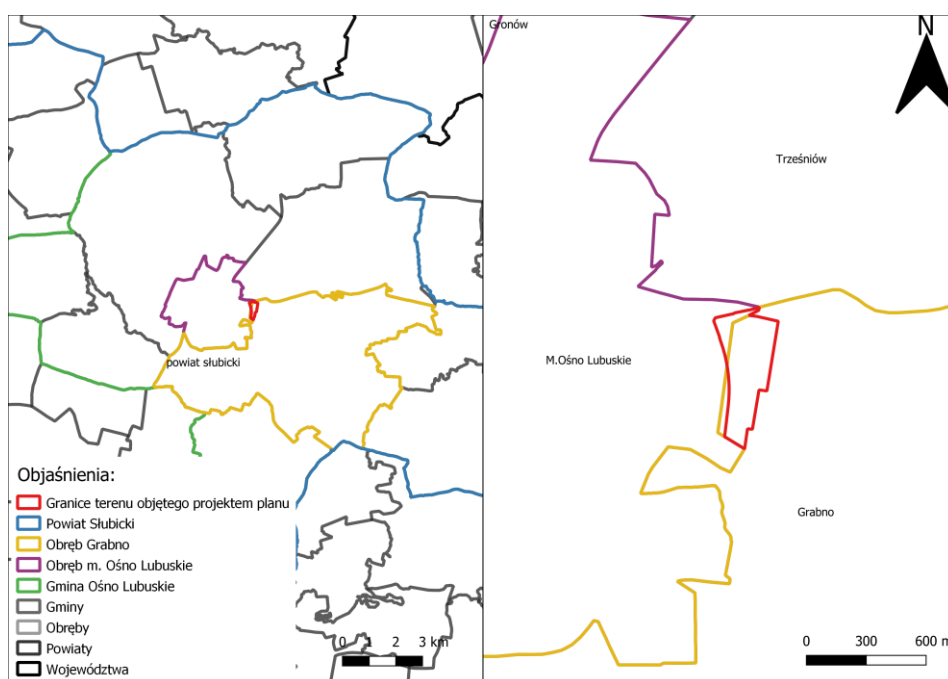 powiat słubicki
Objaśnienia:
Granice terenu objętego projektem planu
Powiat Słubicki
Obręb Grabno
Obręb m. Ośno Lubuskie
Gmina Ośno Lubuskie
Gminy
Obręby
Powiaty
Województwa
0 1 2 3 km
Gronów
N
Trześniów
M.Ośno Lubuskie
Grabno
0 300 600 m